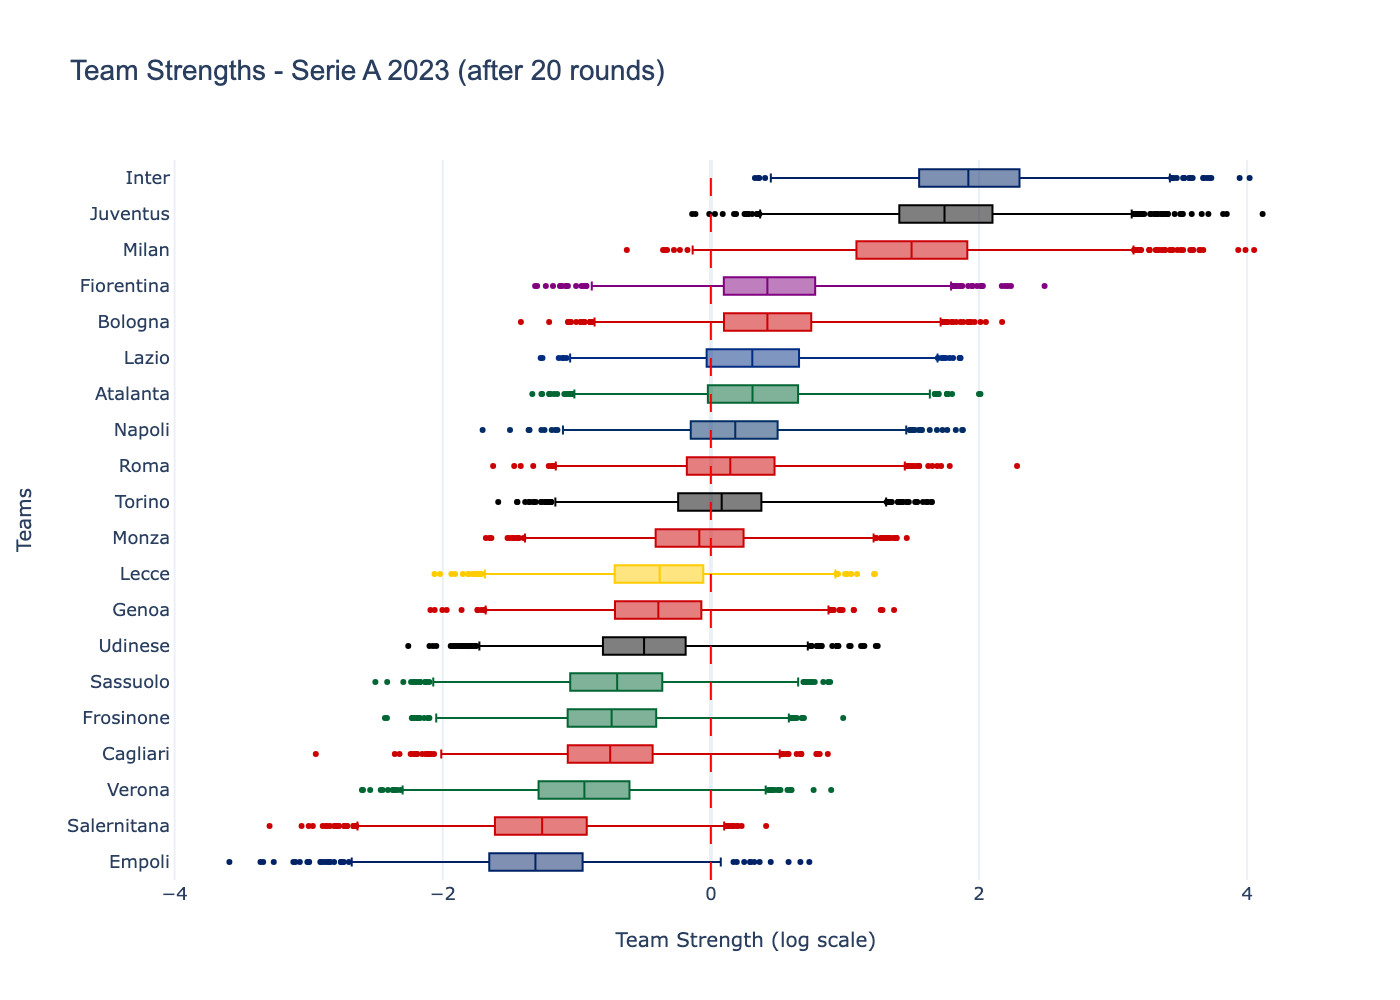 Team Strengths - Serie A 2023 (after 20 rounds)
Inter
Juventus
Milan
Fiorentina
Bologna
Lazio
Atalanta
Napoli
Roma
Torino
Monza
Lecce
Genoa
Udinese
Sassuolo
Frosinone
Cagliari
Verona
Salernitana
Empoli
Teams
−4 −2 0 2 4
Team Strength (log scale)